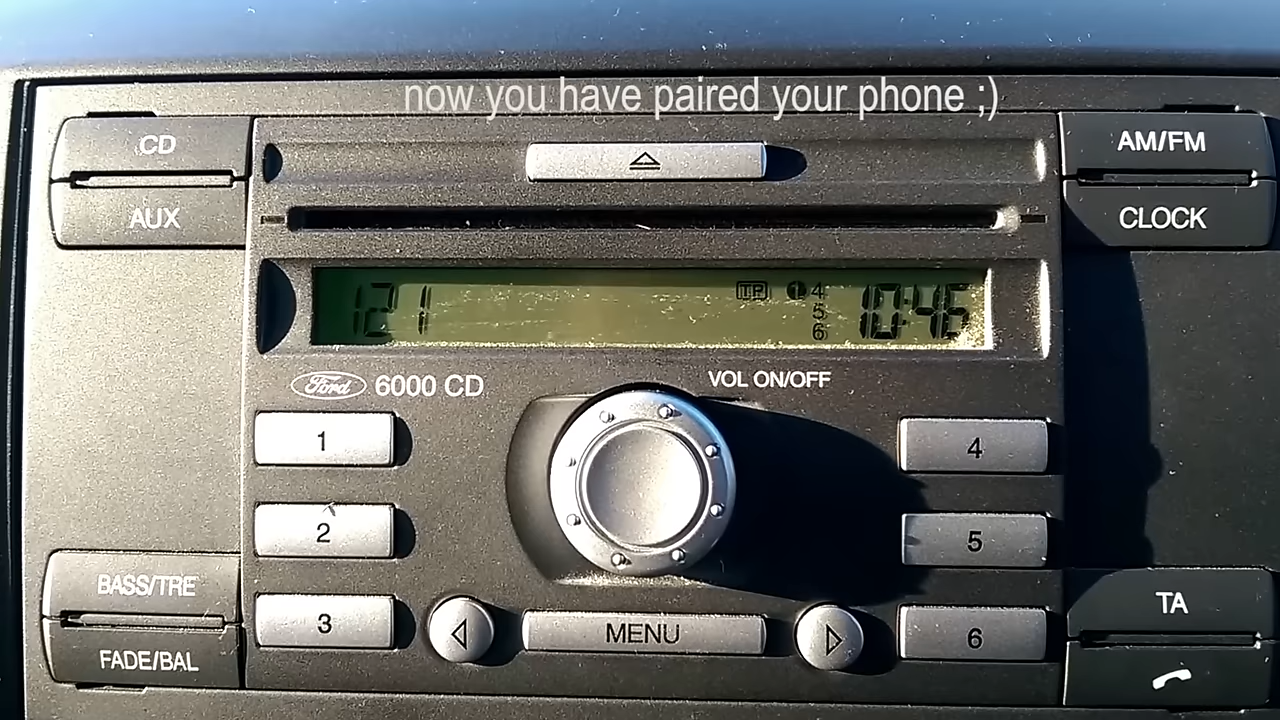 now you have paired your phone ;)
CD
AM/FM
AUX
CLOCK
121
TP
1
4
5
6
10:46
Ford
6000 CD
VOL ON/OFF
1
4
2
5
BASS/TRE
TA
3
MENU
6
FADE/BAL